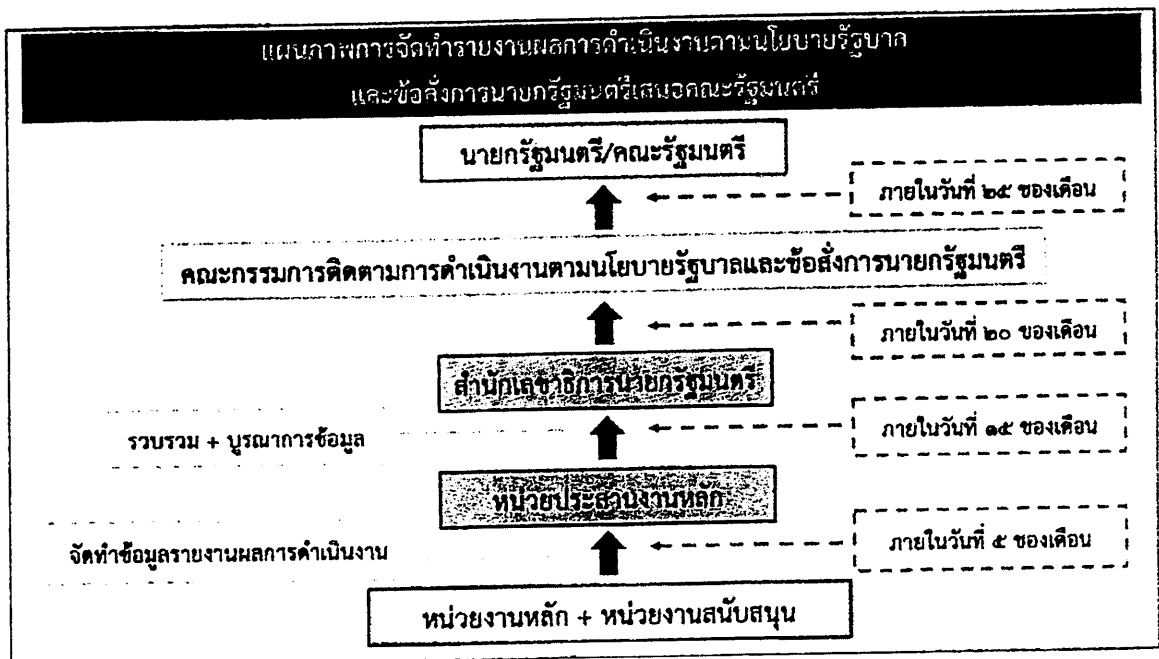 แผนภาพการจัดทำรายงานผลการดำเนินงานตามนโยบายรัฐบาล
และข้อสั่งการนายกรัฐมนตรีเสนอคณะรัฐมนตรี
นายกรัฐมนตรี/คณะรัฐมนตรี
ภายในวันที่ ๒๕ ของเดือน
คณะกรรมการติดตามการดำเนินงานตามนโยบายรัฐบาลและข้อสั่งการนายกรัฐมนตรี
ภายในวันที่ ๒๐ ของเดือน
สำนักเลขาธิการนายกรัฐมนตรี
รวบรวม + บูรณาการข้อมูล
ภายในวันที่ ๑๕ ของเดือน
หน่วยประสานงานหลัก
จัดทำข้อมูลรายงานผลการดำเนินงาน
ภายในวันที่ ๕ ของเดือน
หน่วยงานหลัก + หน่วยงานสนับสนุน